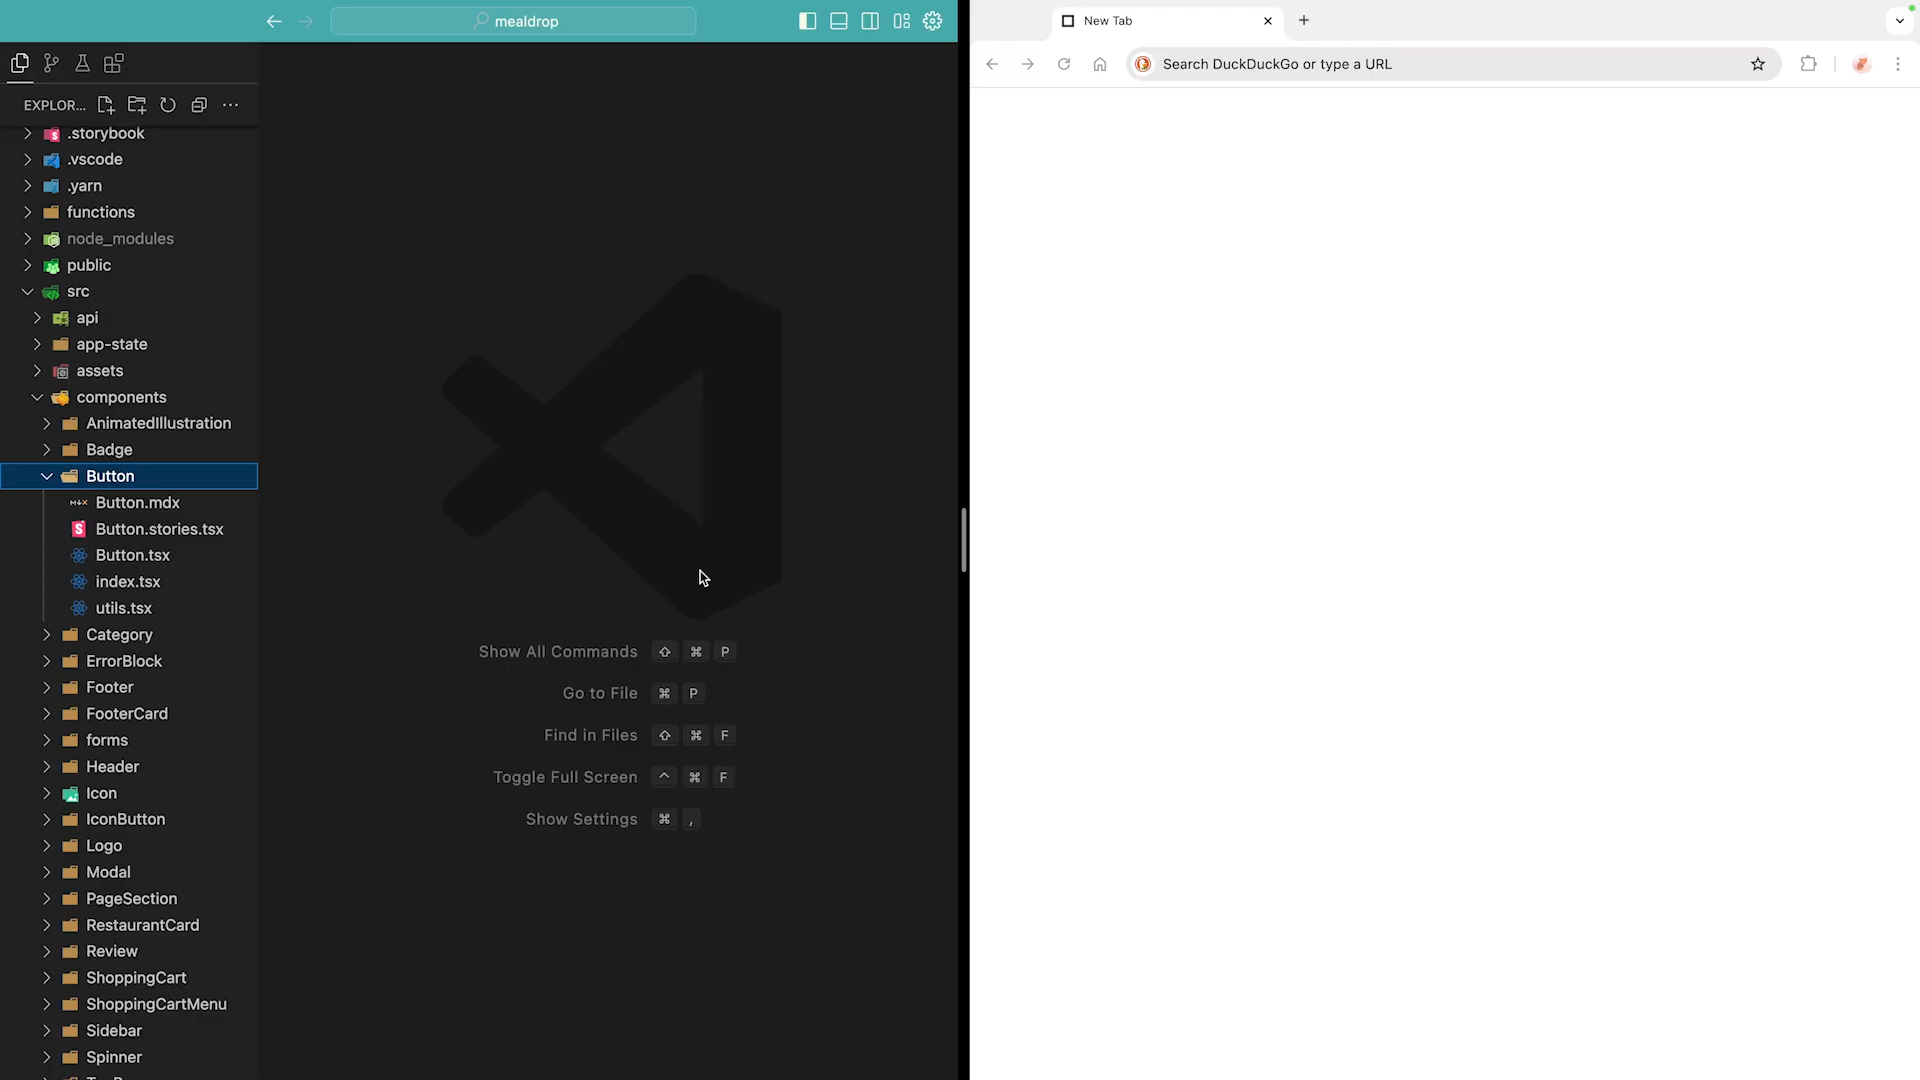 mealdrop
EXPLOR...
.storybook
.vscode
.yarn
functions
node_modules
public
src
api
app-state
assets
components
AnimatedIllustration
Badge
Button
Button.mdx
Button.stories.tsx
Button.tsx
index.tsx
utils.tsx
Category
ErrorBlock
Footer
FooterCard
forms
Header
Icon
IconButton
Logo
Modal
PageSection
RestaurantCard
Review
ShoppingCart
ShoppingCartMenu
Sidebar
Spinner
Show All Commands ⇧ ⌘ P
Go to File ⌘ P
Find in Files ⇧ ⌘ F
Toggle Full Screen ^ ⌘ F
Show Settings ⌘ ,
New Tab
Search DuckDuckGo or type a URL